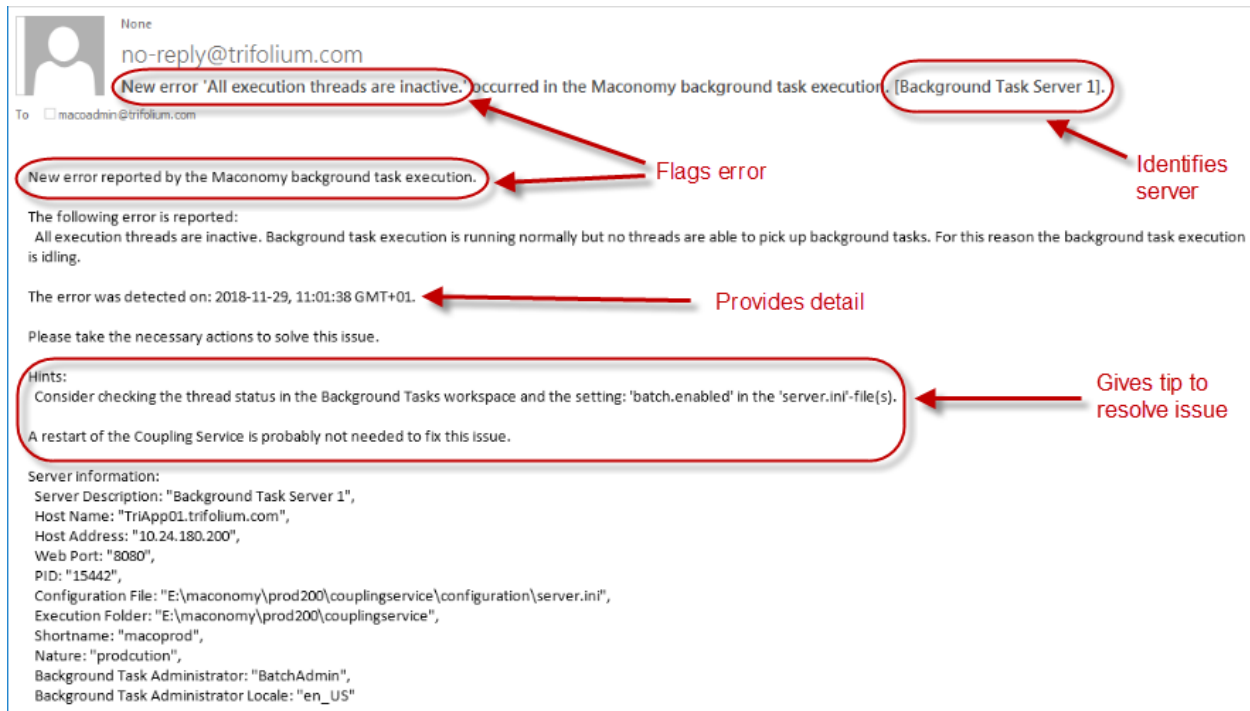 None
no-reply@trifolium.com
New error 'All execution threads are inactive.' occurred in the Maconomy background task execution. [Background Task Server 1].
To macoadmin@trifolium.com
Flags error
Identifies
server
New error reported by the Maconomy background task execution.
The following error is reported:
All execution threads are inactive. Background task execution is running normally but no threads are able to pick up background tasks. For this reason the background task execution
is idling.
The error was detected on: 2018-11-29, 11:01:38 GMT+01.
Provides detail
Please take the necessary actions to solve this issue.
Hints:
Consider checking the thread status in the Background Tasks workspace and the setting: 'batch.enabled' in the 'server.ini'-file(s).
Gives tip to
resolve issue
A restart of the Coupling Service is probably not needed to fix this issue.
Server information:
Server Description: "Background Task Server 1",
Host Name: "TriApp01.trifolium.com",
Host Address: "10.24.180.200",
Web Port: "8080",
PID: "15442",
Configuration File: "E:\maconomy\prod200\couplingservice\configuration\server.ini",
Execution Folder: "E:\maconomy\prod200\couplingservice",
Shortname: "macoprod",
Nature: "prodcution",
Background Task Administrator: "BatchAdmin",
Background Task Administrator Locale: "en_US"